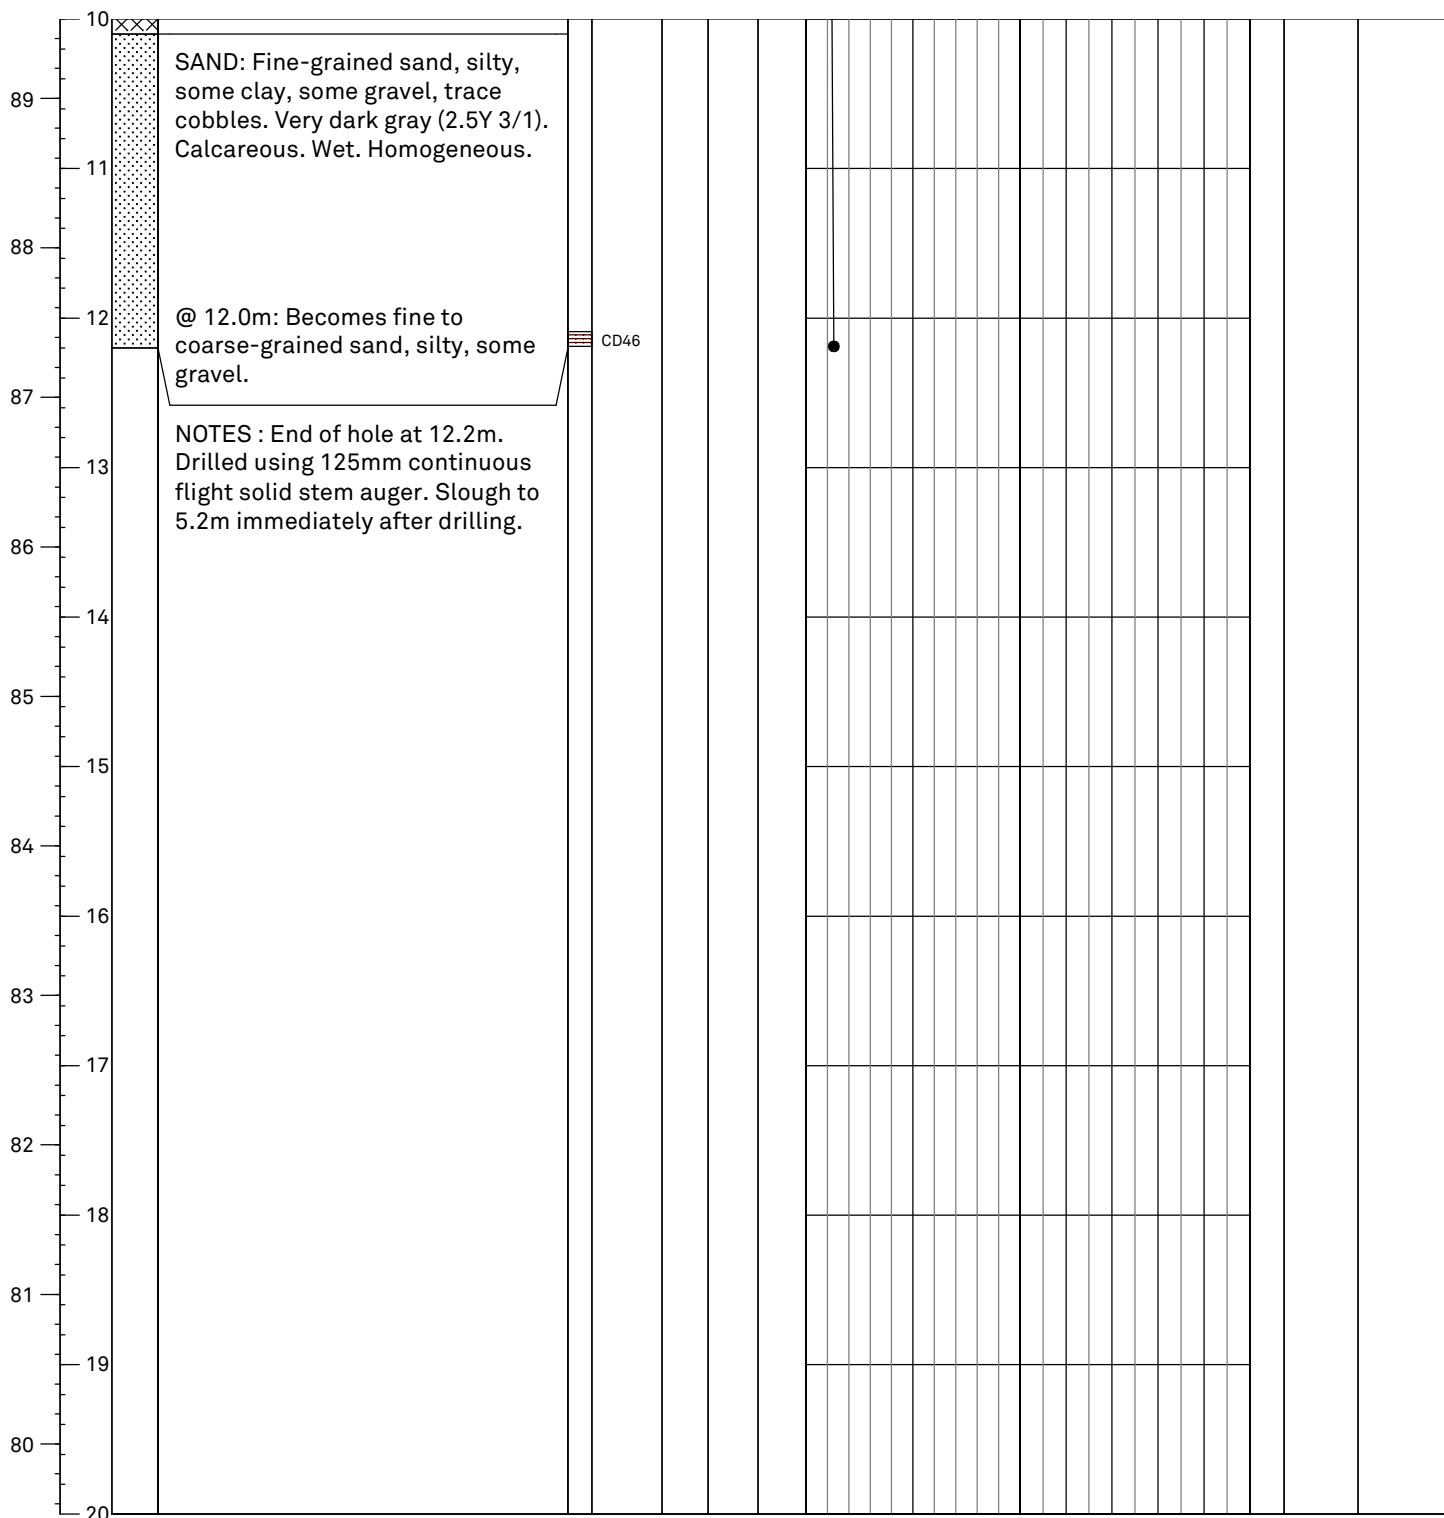 10
SAND: Fine-grained sand, silty,
some clay, some gravel, trace
cobbles. Very dark gray (2.5Y 3/1).
Calcareous. Wet. Homogeneous.
89
11
88
12
@ 12.0m: Becomes fine to
coarse-grained sand, silty, some
gravel.
CD46
87
NOTES : End of hole at 12.2m.
Drilled using 125mm continuous
flight solid stem auger. Slough to
5.2m immediately after drilling.
13
86
14
85
15
84
16
83
17
82
18
81
19
80
20